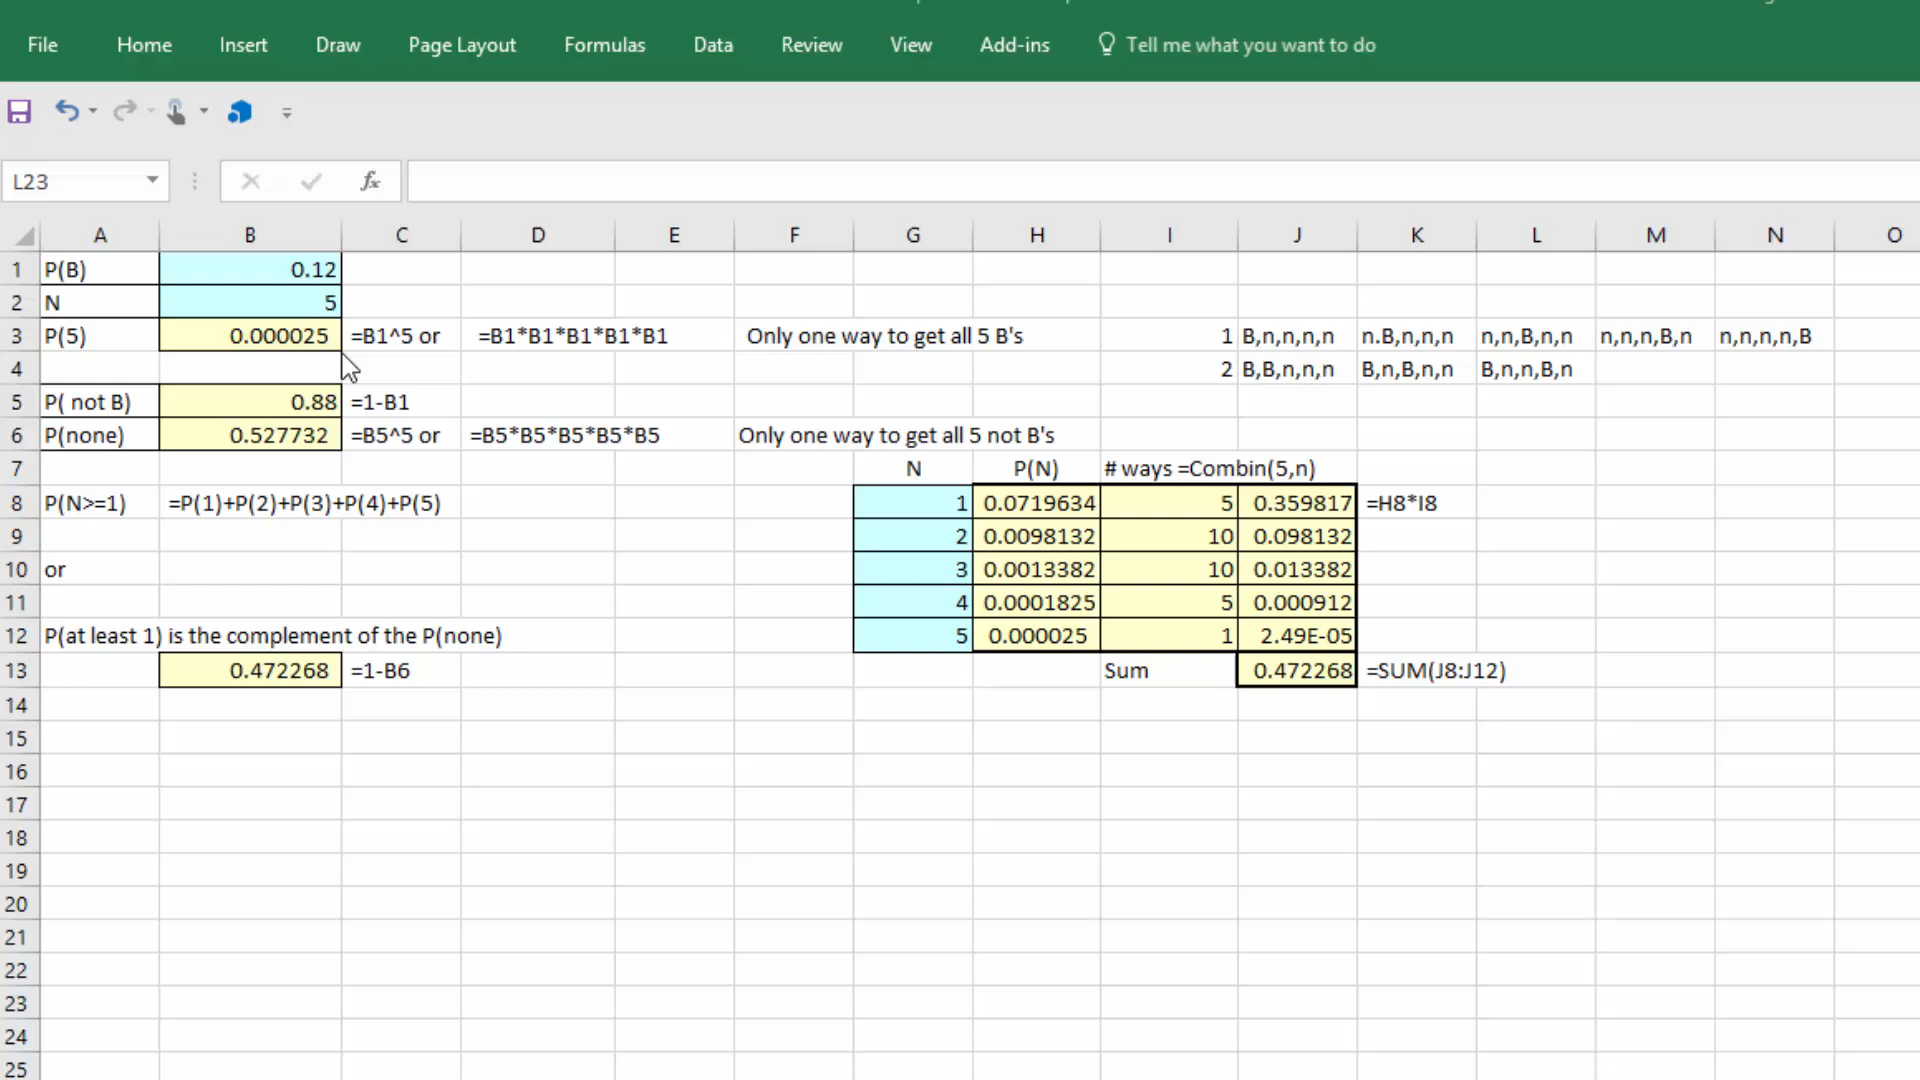 File Home Insert Draw Page Layout Formulas Data Review View Add-ins Tell me what you want to do
L23 fx
A B C D E F G H I J K L M N O
1 P(B) 0.12
2 N 5
3 P(5) 0.000025 =B1^5 or =B1*B1*B1*B1*B1 Only one way to get all 5 B's 1 B,n,n,n,n n.B,n,n,n n,n,B,n,n n,n,n,B,n n,n,n,n,B
4 2 B,B,n,n,n B,n,B,n,n B,n,n,B,n
5 P( not B) 0.88 =1-B1
6 P(none) 0.527732 =B5^5 or =B5*B5*B5*B5*B5 Only one way to get all 5 not B's
7 N P(N) # ways =Combin(5,n)
8 P(N>=1) =P(1)+P(2)+P(3)+P(4)+P(5) 1 0.0719634 5 0.359817 =H8*I8
9 2 0.0098132 10 0.098132
10 or 3 0.0013382 10 0.013382
11 4 0.0001825 5 0.000912
12 P(at least 1) is the complement of the P(none) 5 0.000025 1 2.49E-05
13 0.472268 =1-B6 Sum 0.472268 =SUM(J8:J12)
14
15
16
17
18
19
20
21
22
23
24
25